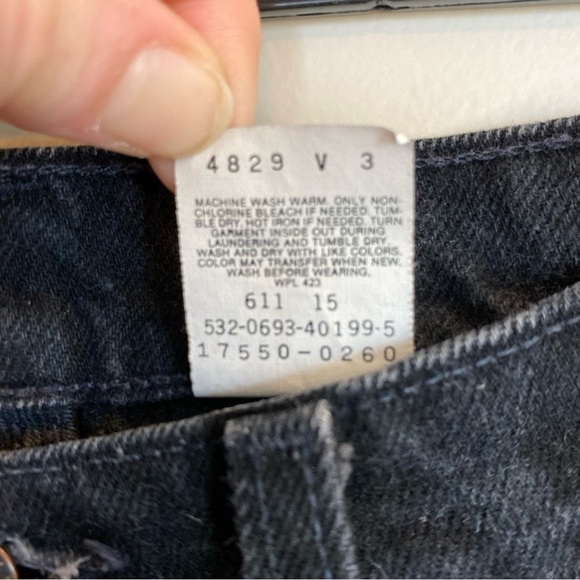 4829 V 3
MACHINE WASH WARM. ONLY NON-
CHLORINE BLEACH IF NEEDED. TUM-
BLE DRY. HOT IRON IF NEEDED. TURN
GARMENT INSIDE OUT DURING
LAUNDERING AND TUMBLE DRY.
WASH AND DRY WITH LIKE COLORS.
COLOR MAY TRANSFER WHEN NEW.
WASH BEFORE WEARING.
WPL 423
611 15
532-0693-40199-5
17550-0260